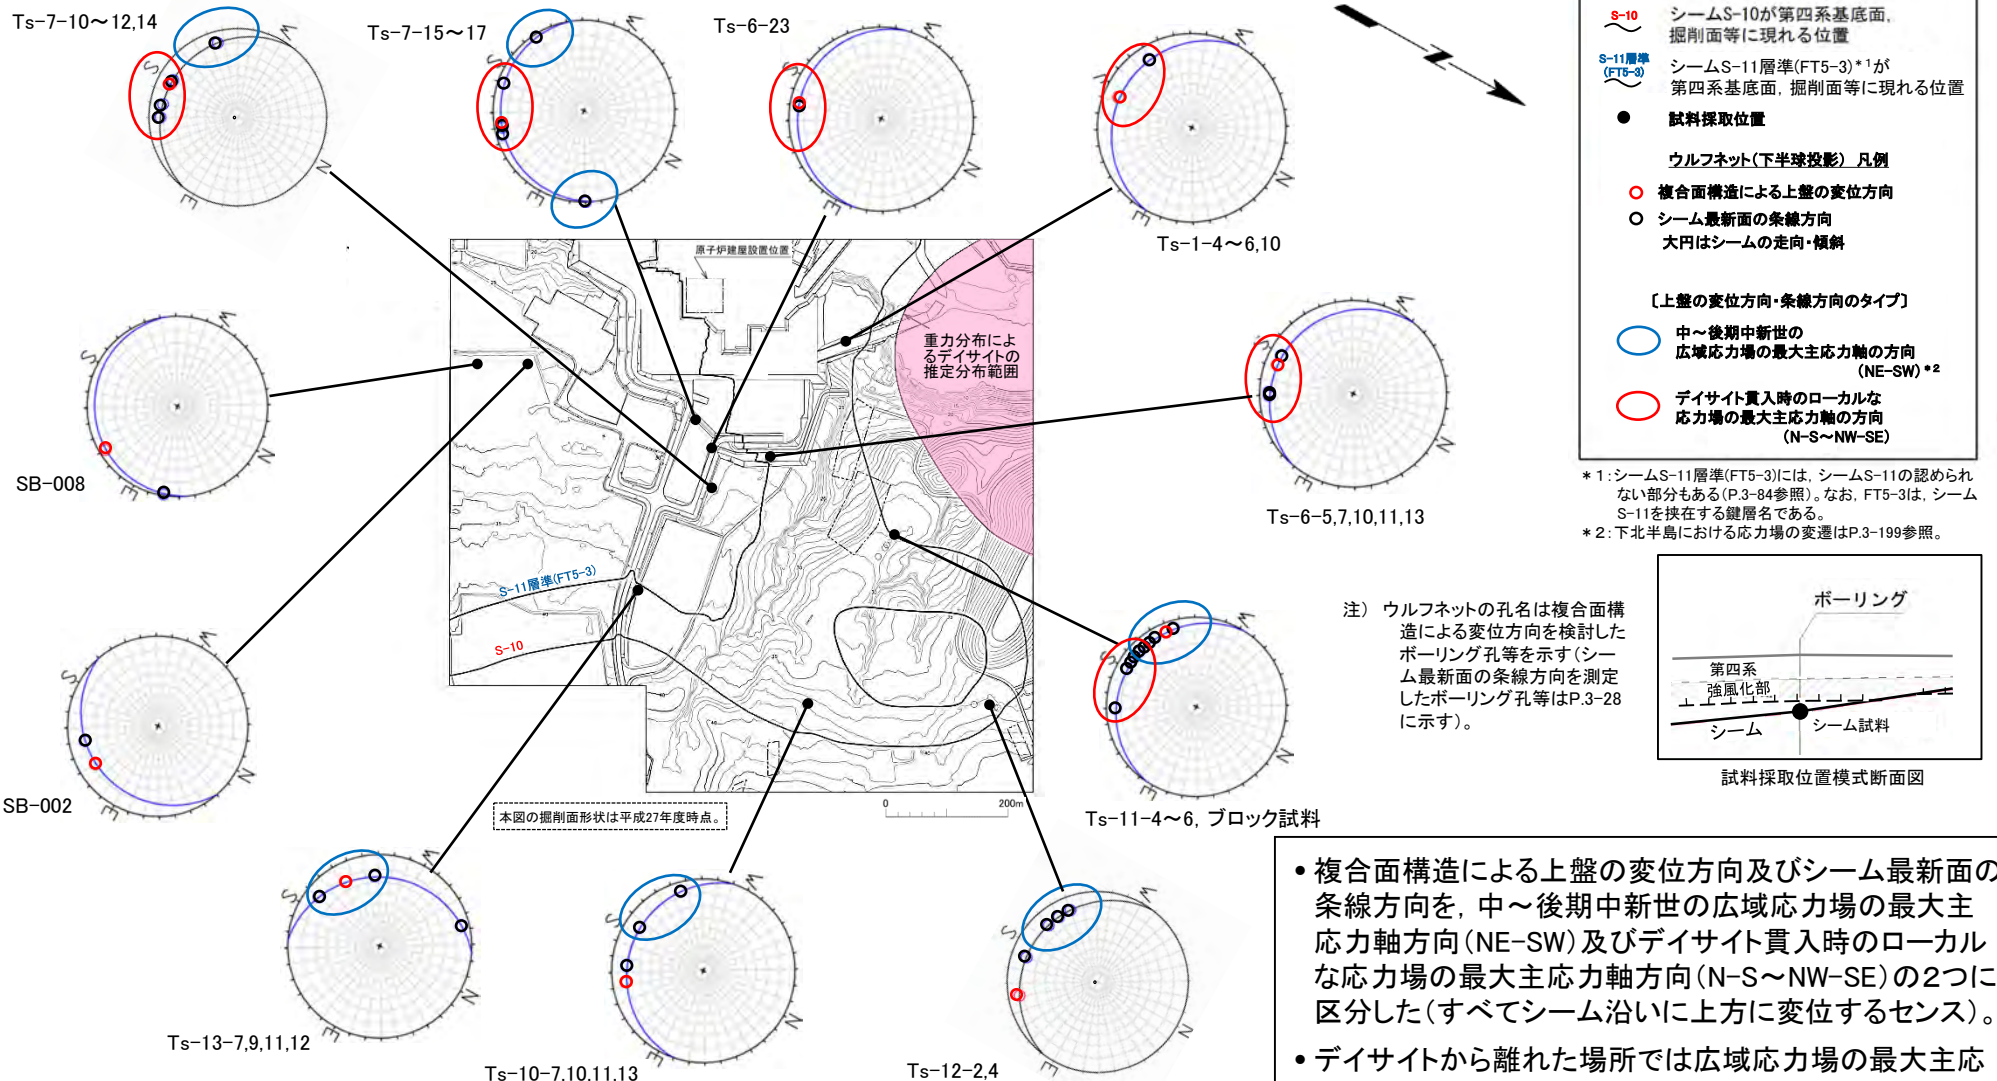 Ts-7-10～12,14
Ts-7-15～17
Ts-6-23
Ts-1-4～6,10
S-10
シームS-10が第四系基底面,
掘削面等に現れる位置
S-11層準
(FT5-3)
シームS-11層準(FT5-3)*1が
第四系基底面, 掘削面等に現れる位置
試料採取位置
ウルフネット(下半球投影) 凡例
複合面構造による上盤の変位方向
シーム最新面の条線方向
大円はシームの走向・傾斜
〔上盤の変位方向・条線方向のタイプ〕
中～後期中新世の
広域応力場の最大主応力軸の方向
(NE-SW)*2
デイサイト貫入時のローカルな
応力場の最大主応力軸の方向
(N-S～NW-SE)
*1:シームS-11層準(FT5-3)には, シームS-11の認められ
ない部分もある(P.3-84参照)。なお, FT5-3は, シーム
S-11を挟在する鍵層名である。
*2:下北半島における応力場の変遷はP.3-199参照。
原子炉建屋設置位置
重力分布によ
るデイサイトの
推定分布範囲
S-11層準(FT5-3)
S-10
SB-008
SB-002
Ts-6-5,7,10,11,13
注) ウルフネットの孔名は複合面構
造による変位方向を検討した
ボーリング孔等を示す(シー
ム最新面の条線方向を測定
したボーリング孔等はP.3-28
に示す)。
ボーリング
第四系
強風化部
シーム
シーム試料
試料採取位置模式断面図
本図の掘削面形状は平成27年度時点。
0 200m
Ts-11-4～6, ブロック試料
Ts-13-7,9,11,12
Ts-10-7,10,11,13
Ts-12-2,4
• 複合面構造による上盤の変位方向及びシーム最新面の
条線方向を, 中～後期中新世の広域応力場の最大主
応力軸方向(NE-SW)及びデイサイト貫入時のローカル
な応力場の最大主応力軸方向(N-S～NW-SE)の2つに
区分した(すべてシーム沿いに上方に変位するセンス)。
• デイサイトから離れた場所では広域応力場の最大主応